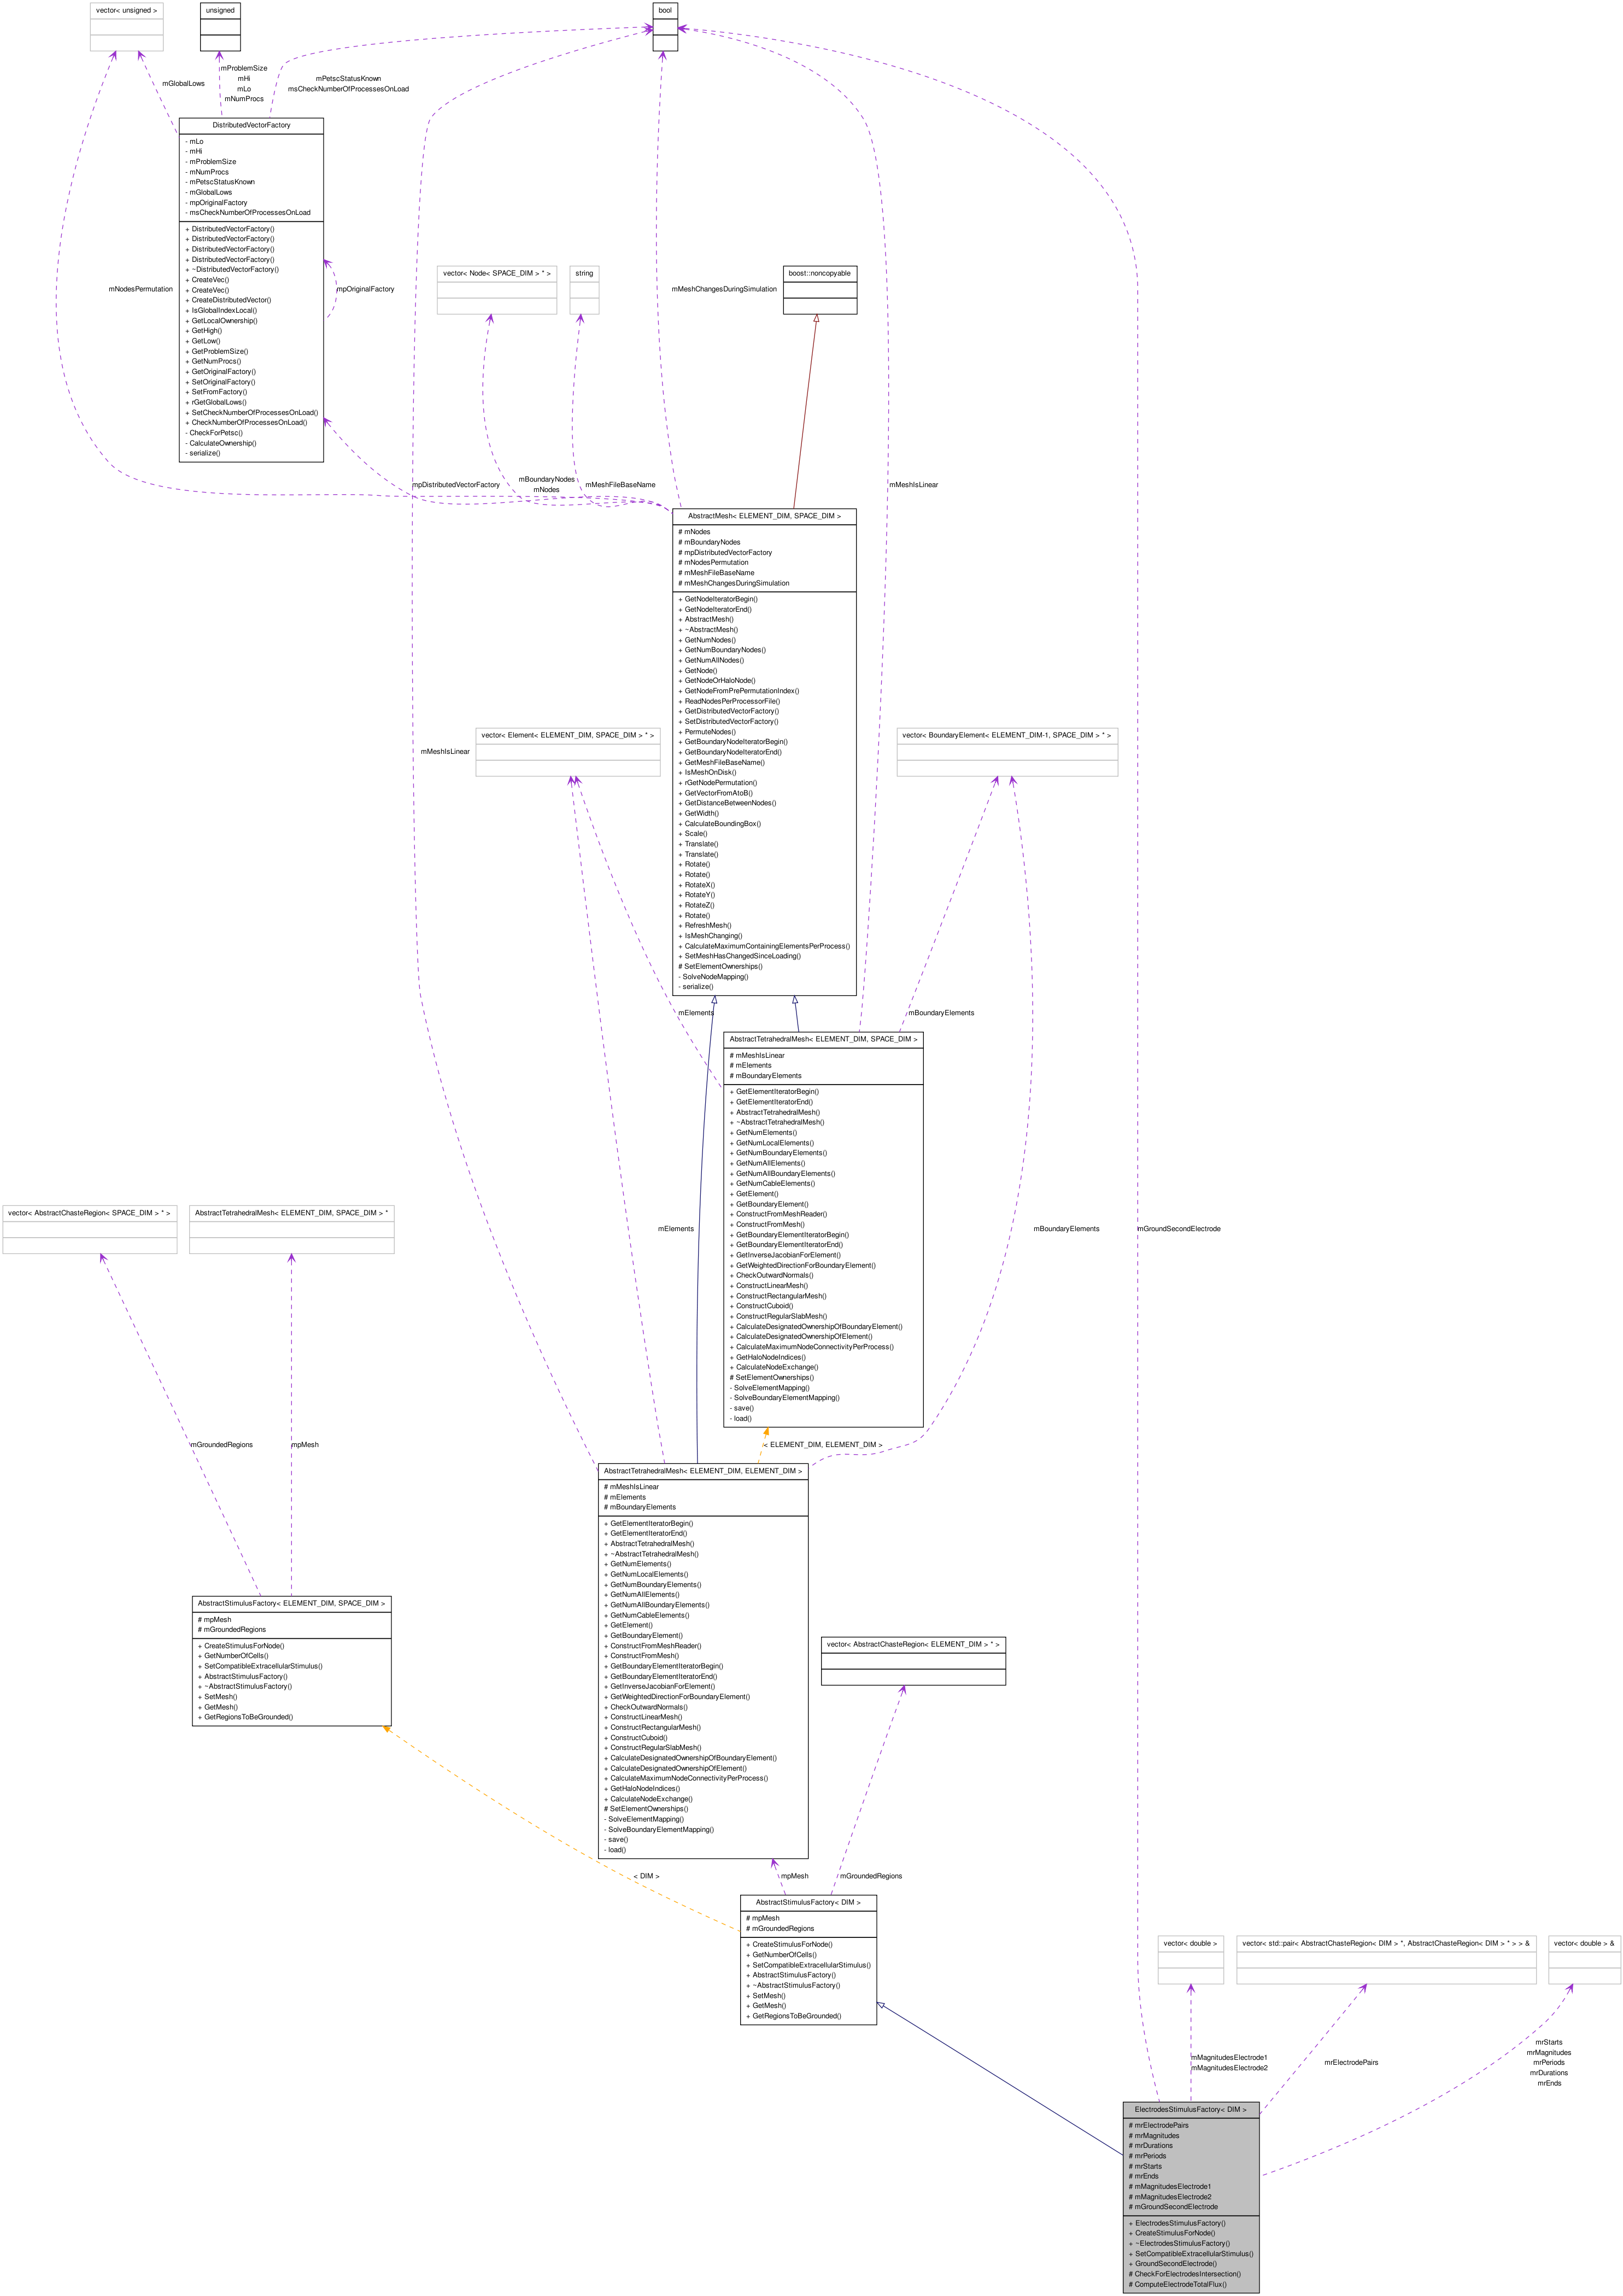 vector< unsigned >
unsigned
bool
mGlobalLows
mProblemSize
mHi
mLo
mNumProcs
mPetscStatusKnown
msCheckNumberOfProcessesOnLoad
DistributedVectorFactory
- mLo
- mHi
- mProblemSize
- mNumProcs
- mPetscStatusKnown
- mGlobalLows
- mpOriginalFactory
- msCheckNumberOfProcessesOnLoad
+ DistributedVectorFactory()
+ DistributedVectorFactory()
+ DistributedVectorFactory()
+ DistributedVectorFactory()
+ ~DistributedVectorFactory()
+ CreateVec()
+ CreateVec()
+ CreateDistributedVector()
+ IsGlobalIndexLocal()
+ GetLocalOwnership()
+ GetHigh()
+ GetLow()
+ GetProblemSize()
+ GetNumProcs()
+ GetOriginalFactory()
+ SetOriginalFactory()
+ SetFromFactory()
+ rGetGlobalLows()
+ SetCheckNumberOfProcessesOnLoad()
+ CheckNumberOfProcessesOnLoad()
- CheckForPetsc()
- CalculateOwnership()
- serialize()
mNodesPermutation
mpOriginalFactory
vector< Node< SPACE_DIM > * >
string
mMeshChangesDuringSimulation
boost::noncopyable
mpDistributedVectorFactory
mBoundaryNodes
mNodes
mMeshFileBaseName
mMeshIsLinear
AbstractMesh< ELEMENT_DIM, SPACE_DIM >
# mNodes
# mBoundaryNodes
# mpDistributedVectorFactory
# mNodesPermutation
# mMeshFileBaseName
# mMeshChangesDuringSimulation
+ GetNodeIteratorBegin()
+ GetNodeIteratorEnd()
+ AbstractMesh()
+ ~AbstractMesh()
+ GetNumNodes()
+ GetNumBoundaryNodes()
+ GetNumAllNodes()
+ GetNode()
+ GetNodeOrHaloNode()
+ GetNodeFromPrePermutationIndex()
+ ReadNodesPerProcessorFile()
+ GetDistributedVectorFactory()
+ SetDistributedVectorFactory()
+ PermuteNodes()
+ GetBoundaryNodeIteratorBegin()
+ GetBoundaryNodeIteratorEnd()
+ GetMeshFileBaseName()
+ IsMeshOnDisk()
+ rGetNodePermutation()
+ GetVectorFromAtoB()
+ GetDistanceBetweenNodes()
+ GetWidth()
+ CalculateBoundingBox()
+ Scale()
+ Translate()
+ Translate()
+ Rotate()
+ Rotate()
+ RotateX()
+ RotateY()
+ RotateZ()
+ Rotate()
+ RefreshMesh()
+ IsMeshChanging()
+ CalculateMaximumContainingElementsPerProcess()
+ SetMeshHasChangedSinceLoading()
# SetElementOwnerships()
- SolveNodeMapping()
- serialize()
mMeshIsLinear
vector< Element< ELEMENT_DIM, SPACE_DIM > * >
vector< BoundaryElement< ELEMENT_DIM-1, SPACE_DIM > * >
mElements
mBoundaryElements
AbstractTetrahedralMesh< ELEMENT_DIM, SPACE_DIM >
# mMeshIsLinear
# mElements
# mBoundaryElements
+ GetElementIteratorBegin()
+ GetElementIteratorEnd()
+ AbstractTetrahedralMesh()
+ ~AbstractTetrahedralMesh()
+ GetNumElements()
+ GetNumLocalElements()
+ GetNumBoundaryElements()
+ GetNumAllElements()
+ GetNumAllBoundaryElements()
+ GetNumCableElements()
+ GetElement()
+ GetBoundaryElement()
+ ConstructFromMeshReader()
+ ConstructFromMesh()
+ GetBoundaryElementIteratorBegin()
+ GetBoundaryElementIteratorEnd()
+ GetInverseJacobianForElement()
+ GetWeightedDirectionForBoundaryElement()
+ CheckOutwardNormals()
+ ConstructLinearMesh()
+ ConstructRectangularMesh()
+ ConstructCuboid()
+ ConstructRegularSlabMesh()
+ CalculateDesignatedOwnershipOfBoundaryElement()
+ CalculateDesignatedOwnershipOfElement()
+ CalculateMaximumNodeConnectivityPerProcess()
+ GetHaloNodeIndices()
+ CalculateNodeExchange()
# SetElementOwnerships()
- SolveElementMapping()
- SolveBoundaryElementMapping()
- save()
- load()
vector< AbstractChasteRegion< SPACE_DIM > * >
AbstractTetrahedralMesh< ELEMENT_DIM, SPACE_DIM > *
mElements
mBoundaryElements
mGroundSecondElectrode
mGroundedRegions
mpMesh
< ELEMENT_DIM, ELEMENT_DIM >
AbstractTetrahedralMesh< ELEMENT_DIM, ELEMENT_DIM >
# mMeshIsLinear
# mElements
# mBoundaryElements
+ GetElementIteratorBegin()
+ GetElementIteratorEnd()
+ AbstractTetrahedralMesh()
+ ~AbstractTetrahedralMesh()
+ GetNumElements()
+ GetNumLocalElements()
+ GetNumBoundaryElements()
+ GetNumAllElements()
+ GetNumAllBoundaryElements()
+ GetNumCableElements()
+ GetElement()
+ GetBoundaryElement()
+ ConstructFromMeshReader()
+ ConstructFromMesh()
+ GetBoundaryElementIteratorBegin()
+ GetBoundaryElementIteratorEnd()
+ GetInverseJacobianForElement()
+ GetWeightedDirectionForBoundaryElement()
+ CheckOutwardNormals()
+ ConstructLinearMesh()
+ ConstructRectangularMesh()
+ ConstructCuboid()
+ ConstructRegularSlabMesh()
+ CalculateDesignatedOwnershipOfBoundaryElement()
+ CalculateDesignatedOwnershipOfElement()
+ CalculateMaximumNodeConnectivityPerProcess()
+ GetHaloNodeIndices()
+ CalculateNodeExchange()
# SetElementOwnerships()
- SolveElementMapping()
- SolveBoundaryElementMapping()
- save()
- load()
AbstractStimulusFactory< ELEMENT_DIM, SPACE_DIM >
# mpMesh
# mGroundedRegions
+ CreateStimulusForNode()
+ GetNumberOfCells()
+ SetCompatibleExtracellularStimulus()
+ AbstractStimulusFactory()
+ ~AbstractStimulusFactory()
+ SetMesh()
+ GetMesh()
+ GetRegionsToBeGrounded()
vector< AbstractChasteRegion< ELEMENT_DIM > * >
< DIM >
mpMesh
mGroundedRegions
AbstractStimulusFactory< DIM >
# mpMesh
# mGroundedRegions
+ CreateStimulusForNode()
+ GetNumberOfCells()
+ SetCompatibleExtracellularStimulus()
+ AbstractStimulusFactory()
+ ~AbstractStimulusFactory()
+ SetMesh()
+ GetMesh()
+ GetRegionsToBeGrounded()
vector< double >
vector< std::pair< AbstractChasteRegion< DIM > *, AbstractChasteRegion< DIM > * > > &
vector< double > &
mMagnitudesElectrode1
mMagnitudesElectrode2
mrElectrodePairs
mrStarts
mrMagnitudes
mrPeriods
mrDurations
mrEnds
ElectrodesStimulusFactory< DIM >
# mrElectrodePairs
# mrMagnitudes
# mrDurations
# mrPeriods
# mrStarts
# mrEnds
# mMagnitudesElectrode1
# mMagnitudesElectrode2
# mGroundSecondElectrode
+ ElectrodesStimulusFactory()
+ CreateStimulusForNode()
+ ~ElectrodesStimulusFactory()
+ SetCompatibleExtracellularStimulus()
+ GroundSecondElectrode()
# CheckForElectrodesIntersection()
# ComputeElectrodeTotalFlux()